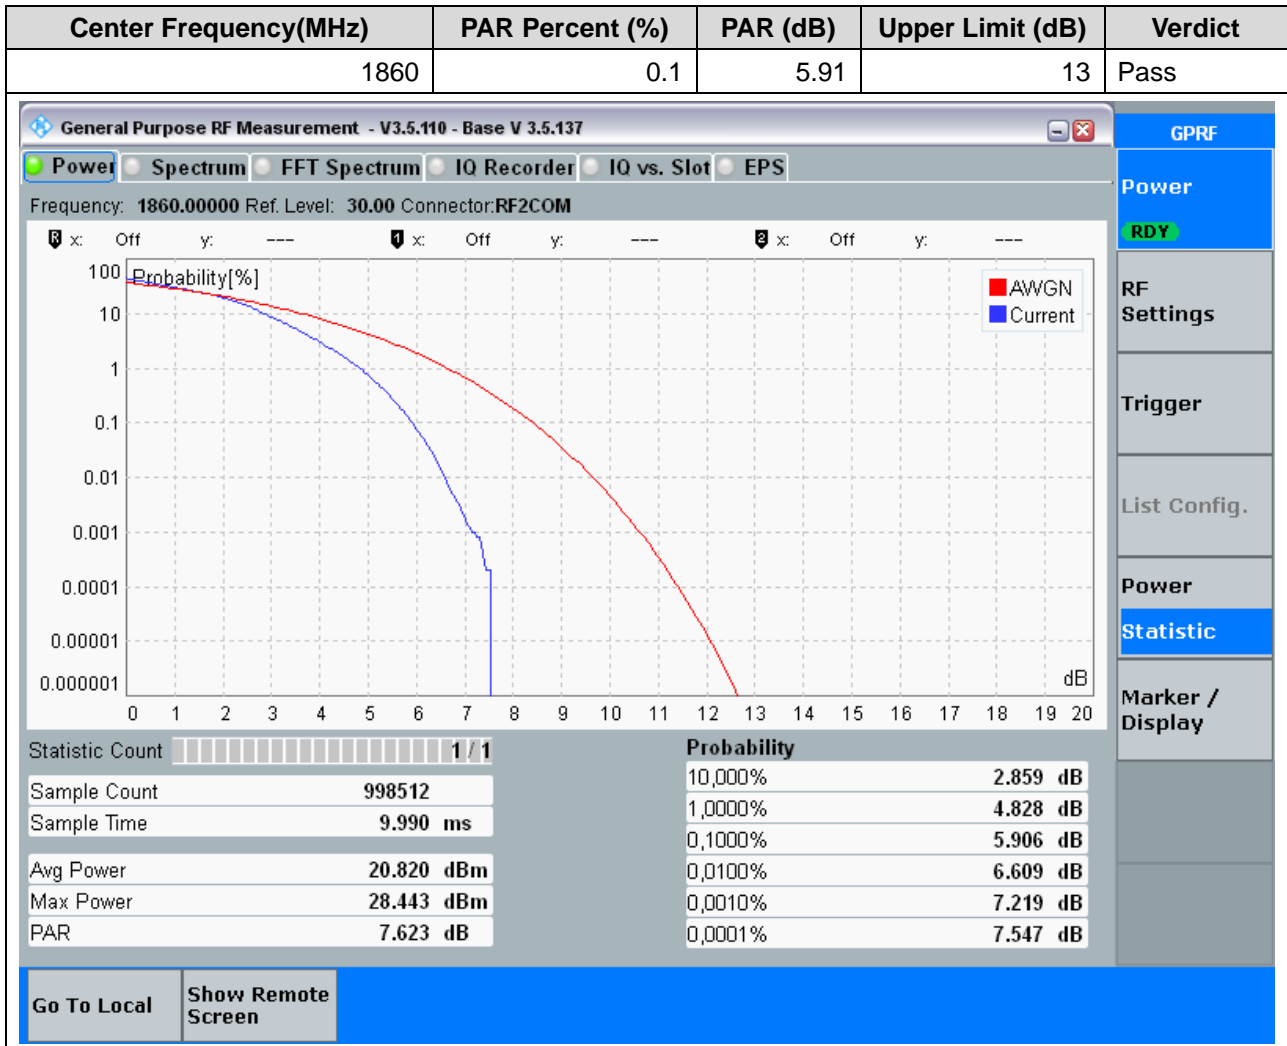 Center Frequency(MHz) PAR Percent (%) PAR (dB) Upper Limit (dB) Verdict
1860 0.1 5.91 13 Pass
General Purpose RF Measurement - V3.5.110 - Base V 3.5.137
Power Spectrum FFT Spectrum IQ Recorder IQ vs. Slot EPS
Frequency: 1860.00000 Ref. Level: 30.00 Connector:RF2COM
R x: Off y: --- 1 x: Off y: --- 2 x: Off y: ---
Probability[%]
100
10
1
0.1
0.01
0.001
0.0001
0.00001
0.000001
AWGN
Current
dB
0 1 2 3 4 5 6 7 8 9 10 11 12 13 14 15 16 17 18 19 20
Statistic Count 1 / 1
Sample Count 998512
Sample Time 9.990 ms
Avg Power 20.820 dBm
Max Power 28.443 dBm
PAR 7.623 dB
Probability
10,000% 2.859 dB
1,0000% 4.828 dB
0,1000% 5.906 dB
0,0100% 6.609 dB
0,0010% 7.219 dB
0,0001% 7.547 dB
GPRF
Power
RDY
RF
Settings
Trigger
List Config.
Power
Statistic
Marker /
Display
Go To Local
Show Remote
Screen